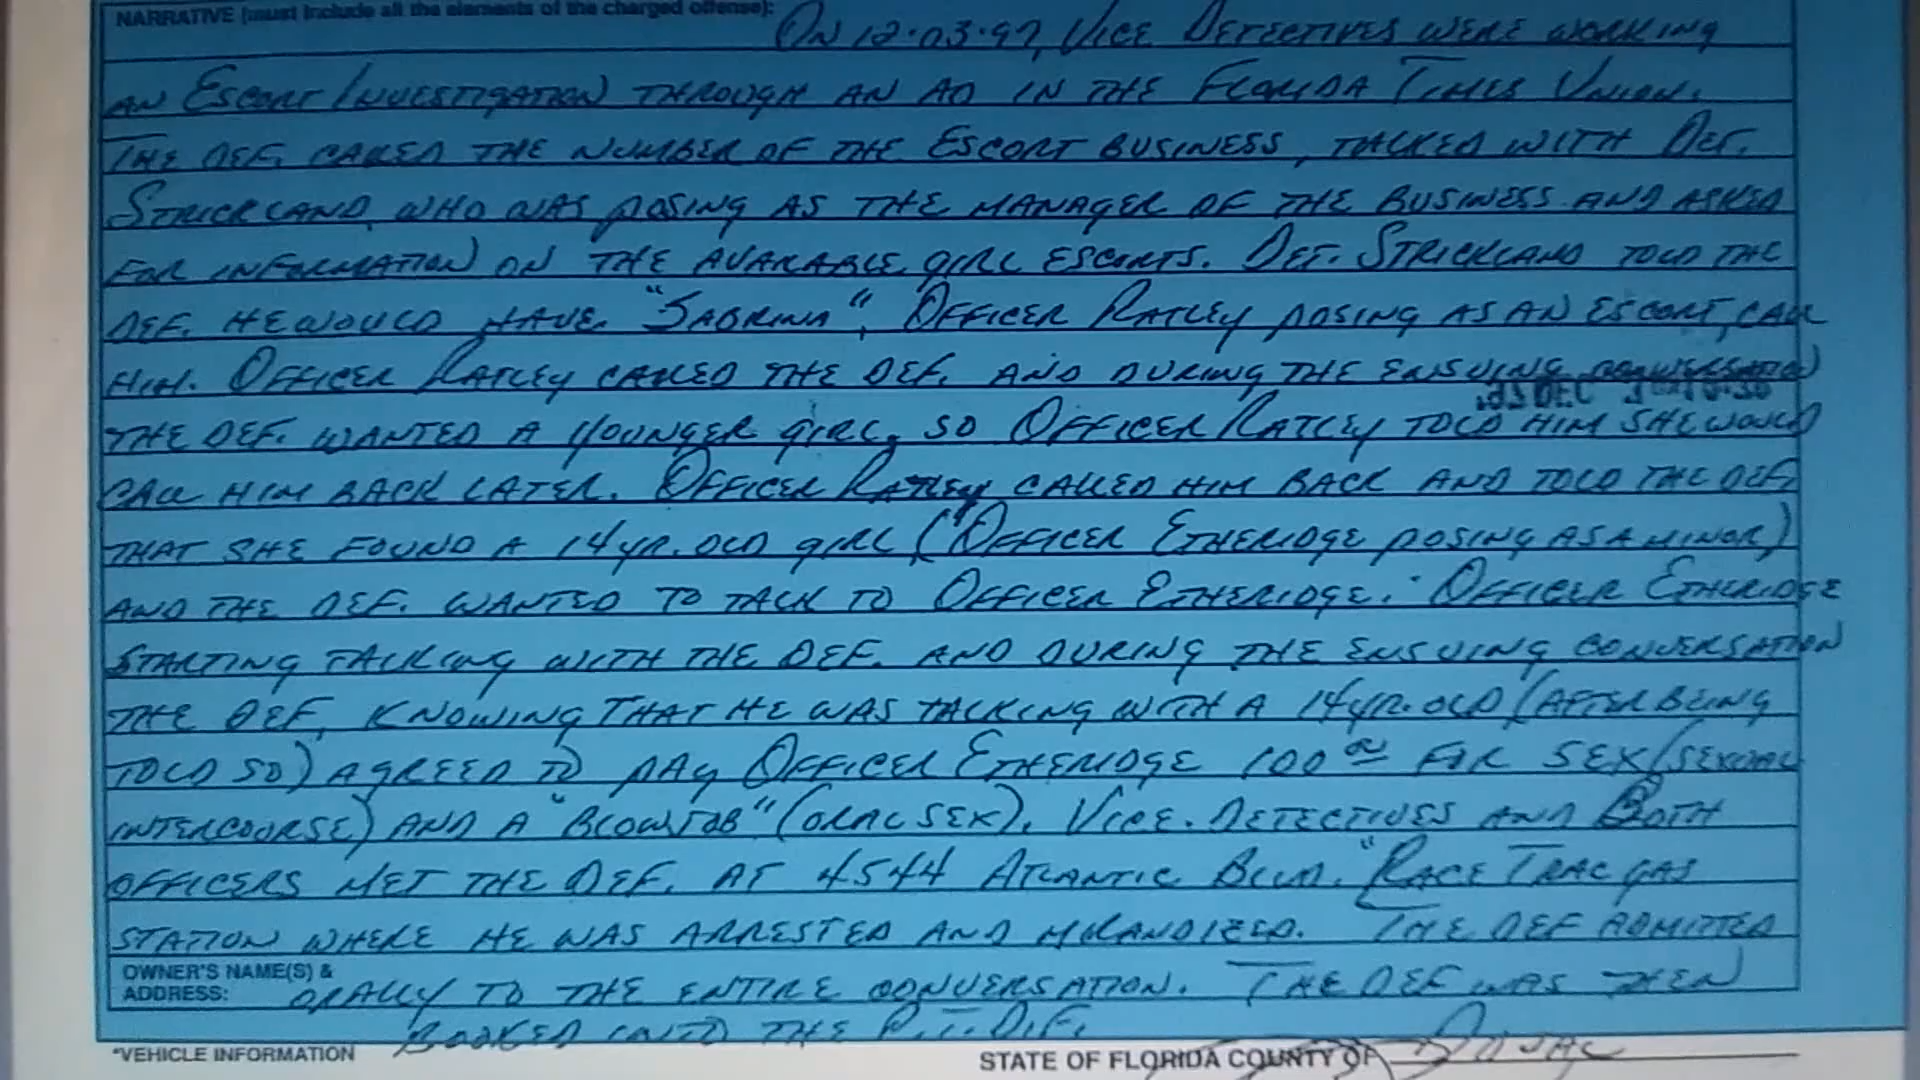 NARRATIVE (must include all the elements of the charged offense):
ON 12.03.97, VICE DETECTIVES WERE WORKING
AN ESCORT INVESTIGATION THROUGH AN AD IN THE FLORIDA TIMES UNION.
THE DEF. CALLED THE NUMBER OF THE ESCORT BUSINESS, TALKED WITH DET.
STRICKLAND, WHO WAS POSING AS THE MANAGER OF THE BUSINESS AND ASKED
FOR INFORMATION ON THE AVAILABLE GIRL ESCORTS. DET. STRICKLAND TOLD THE
DEF. HE WOULD HAVE "SABRINA", OFFICER RATLEY POSING AS AN ESCORT, CALL
HIM. OFFICER RATLEY CALLED THE DEF. AND DURING THE ENSUING CONVERSATION
DEC
THE DEF. WANTED A YOUNGER GIRL, SO OFFICER RATLEY TOLD HIM SHE WOULD
CALL HIM BACK LATER. OFFICER RATLEY CALLED HIM BACK AND TOLD THE DEF.
THAT SHE FOUND A 14 YR. OLD GIRL ("OFFICER ETHERIDGE POSING AS A MINOR)
AND THE DEF. WANTED TO TALK TO OFFICER ETHERIDGE. OFFICER ETHERIDGE
STARTING TALKING WITH THE DEF. AND DURING THE ENSUING CONVERSATION
THE DEF, KNOWING THAT HE WAS TALKING WITH A 14 YR. OLD (AFTER BEING
TOLD SO) AGREED TO PAY OFFICER ETHERIDGE 100.00 FOR SEX (SEXUAL
INTERCOURSE) AND A "BLOWJOB" (ORAL SEX). VICE. DETECTIVES AND BOTH
OFFICERS MET THE DEF. AT 4544 ATLANTIC BLVD. "RACE TRAC GAS
STATION WHERE HE WAS ARRESTED AND MIRANDIZED. THE DEF ADMITTED
OWNER'S NAME(S) &
ADDRESS:
ORALLY TO THE ENTIRE CONVERSATION. THE DEF WAS THEN
BOOKED INTO THE P.T.D.F.
*VEHICLE INFORMATION
STATE OF FLORIDA COUNTY OF DUVAL